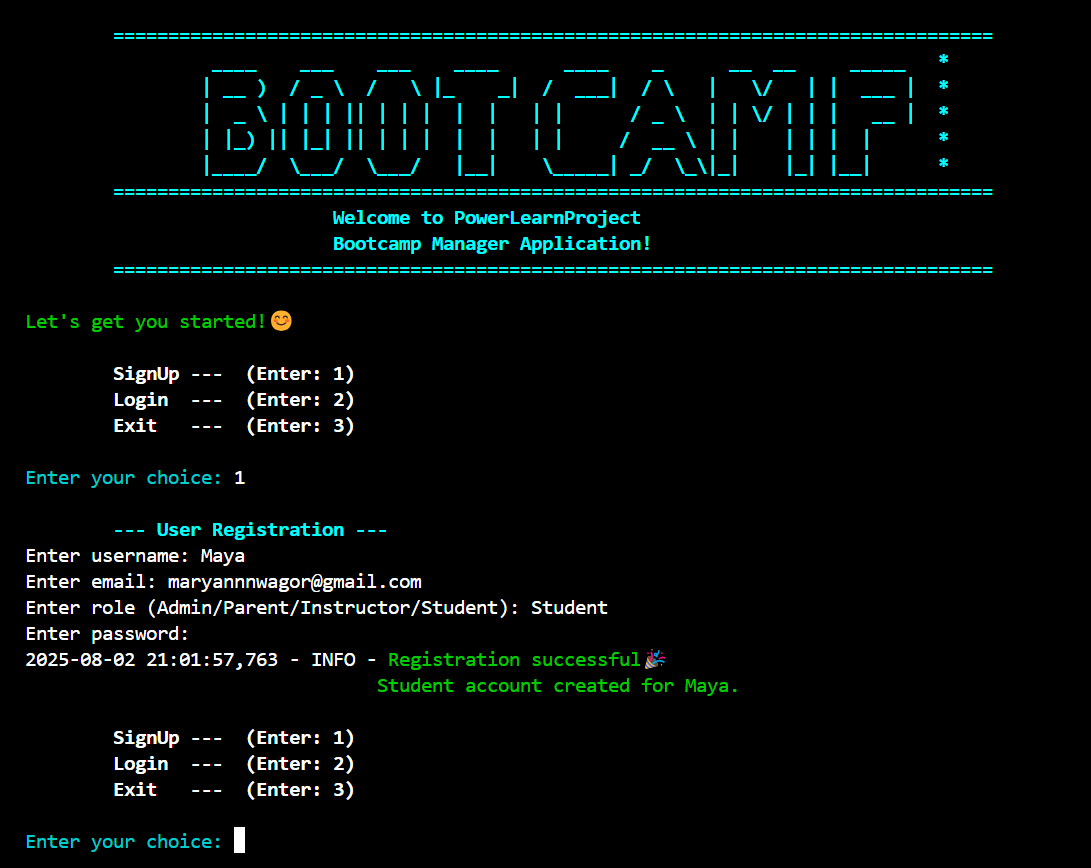 ================================================================================
BOOTCAMP
*
*
*
*
*
================================================================================
Welcome to PowerLearnProject
Bootcamp Manager Application!
================================================================================
Let's get you started!😊
SignUp ---  (Enter: 1)
Login  ---  (Enter: 2)
Exit   ---  (Enter: 3)
Enter your choice: 1
--- User Registration ---
Enter username: Maya
Enter email: maryannnwagor@gmail.com
Enter role (Admin/Parent/Instructor/Student): Student
Enter password:
2025-08-02 21:01:57,763 - INFO - Registration successful🎉
Student account created for Maya.
SignUp ---  (Enter: 1)
Login  ---  (Enter: 2)
Exit   ---  (Enter: 3)
Enter your choice: